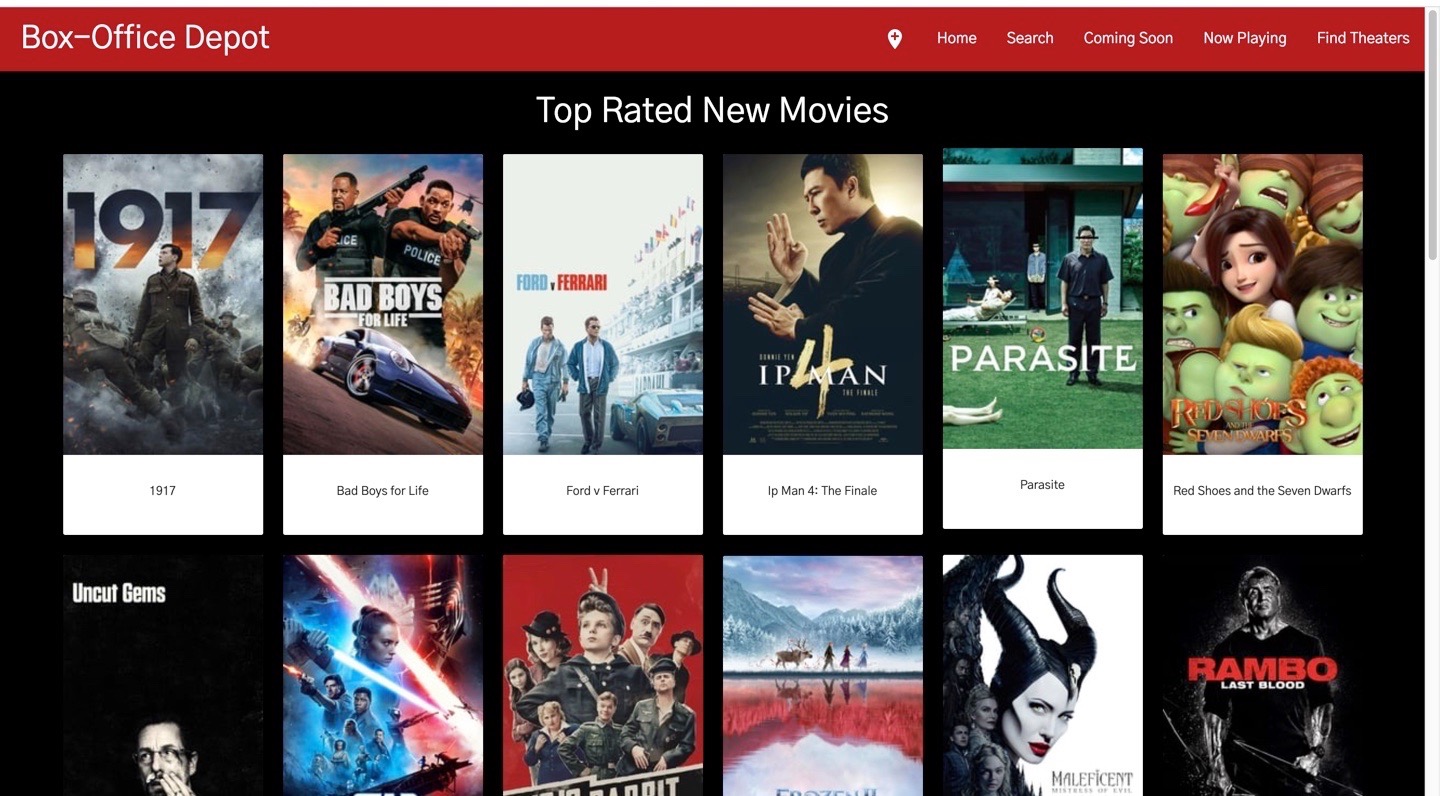 Box-Office Depot
Home
Search
Coming Soon
Now Playing
Find Theaters
Top Rated New Movies
1917
POLICE
POLICE
BAD BOYS
FOR LIFE
FORD v FERRARI
DONNIE YEN
4
IP MAN
THE FINALE
PARASITE
RED SHOES
AND THE
SEVEN DWARFS
1917
Bad Boys for Life
Ford v Ferrari
Ip Man 4: The Finale
Parasite
Red Shoes and the Seven Dwarfs
Uncut Gems
STAR
RABBIT
FROZEN II
MALEFICENT
MISTRESS OF EVIL
RAMBO
LAST BLOOD